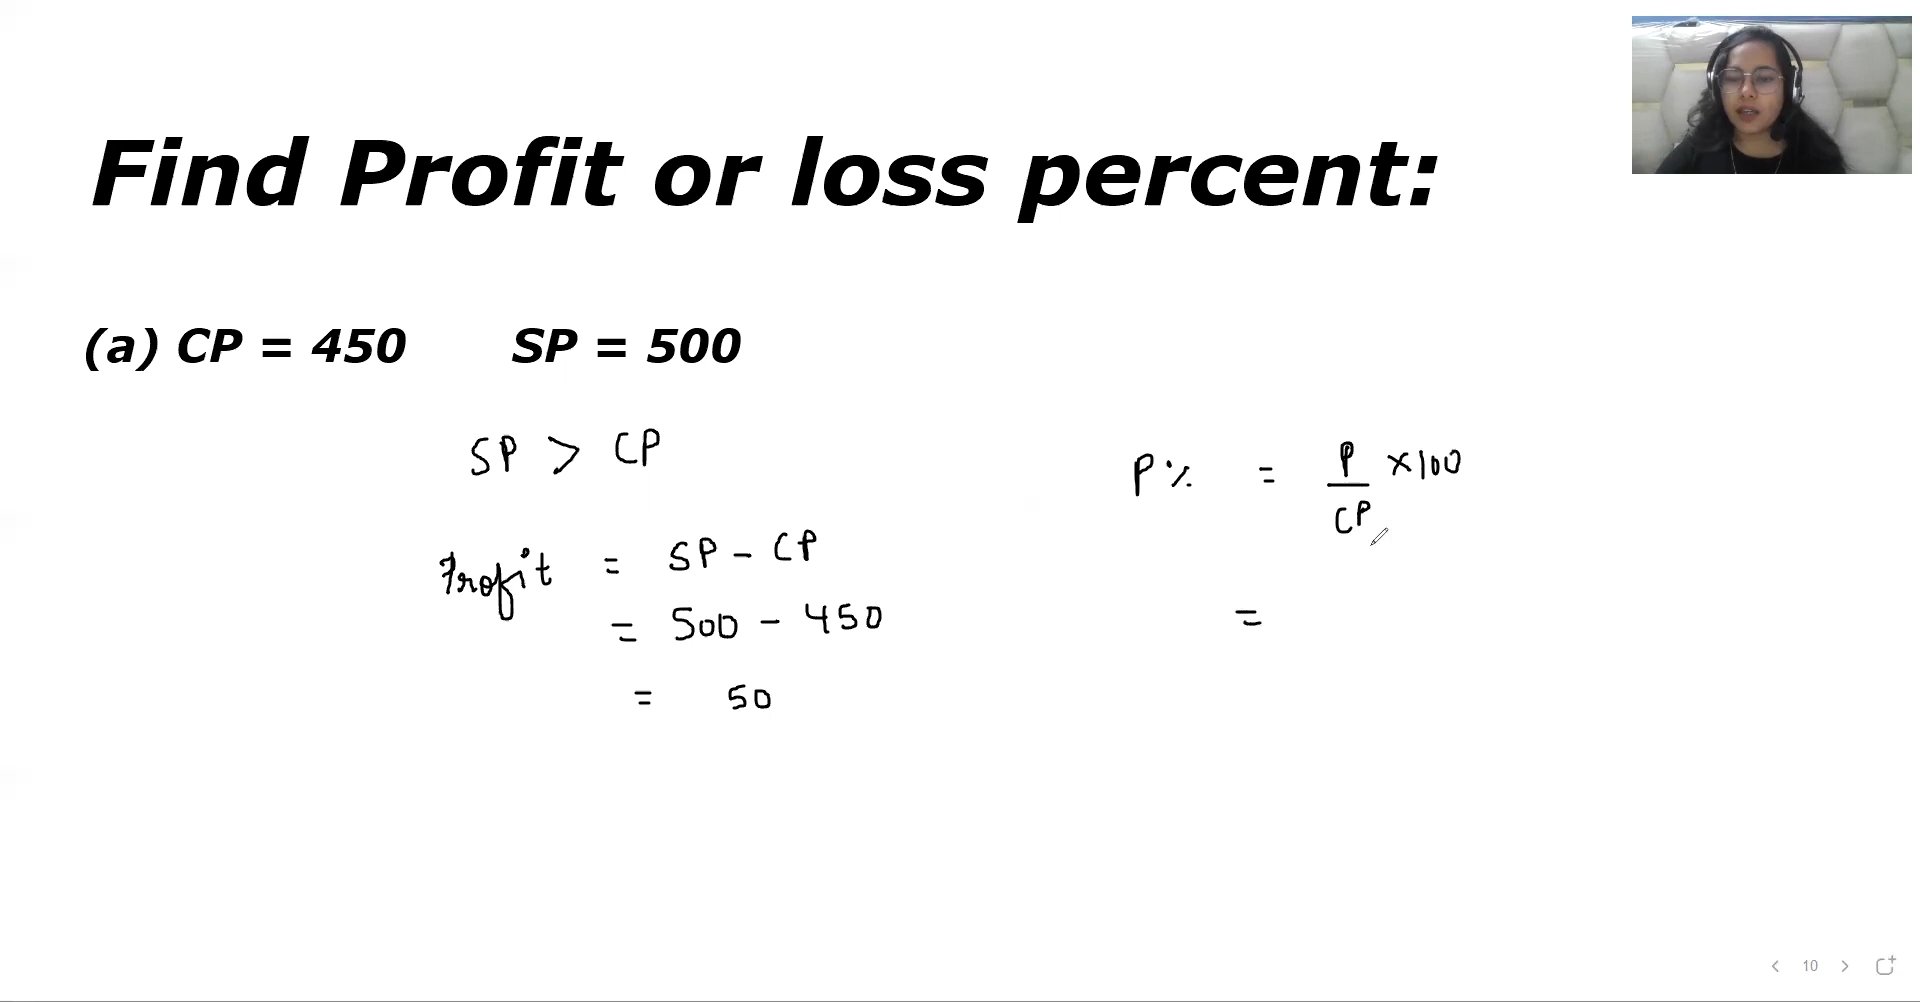 Find Profit or loss percent:
(a) CP = 450 SP = 500
SP > CP
Profit = SP - CP
= 500 - 450
= 50
P% = P/CP ×100
=
10